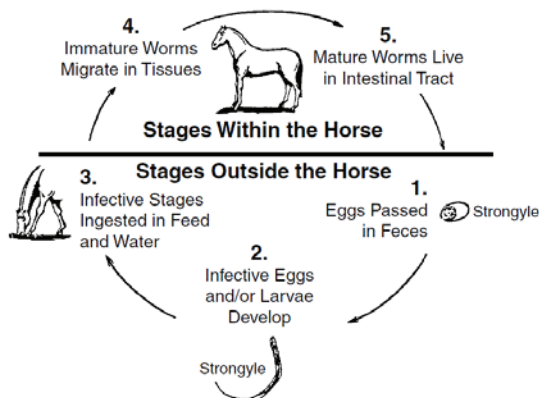 4.
Immature Worms
Migrate in Tissues
5.
Mature Worms Live
in Intestinal Tract
Stages Within the Horse
Stages Outside the Horse
1.
Eggs Passed
in Feces
Strongyle
2.
Infective Eggs
and/or Larvae
Develop
Strongyle
3.
Infective Stages
Ingested in Feed
and Water